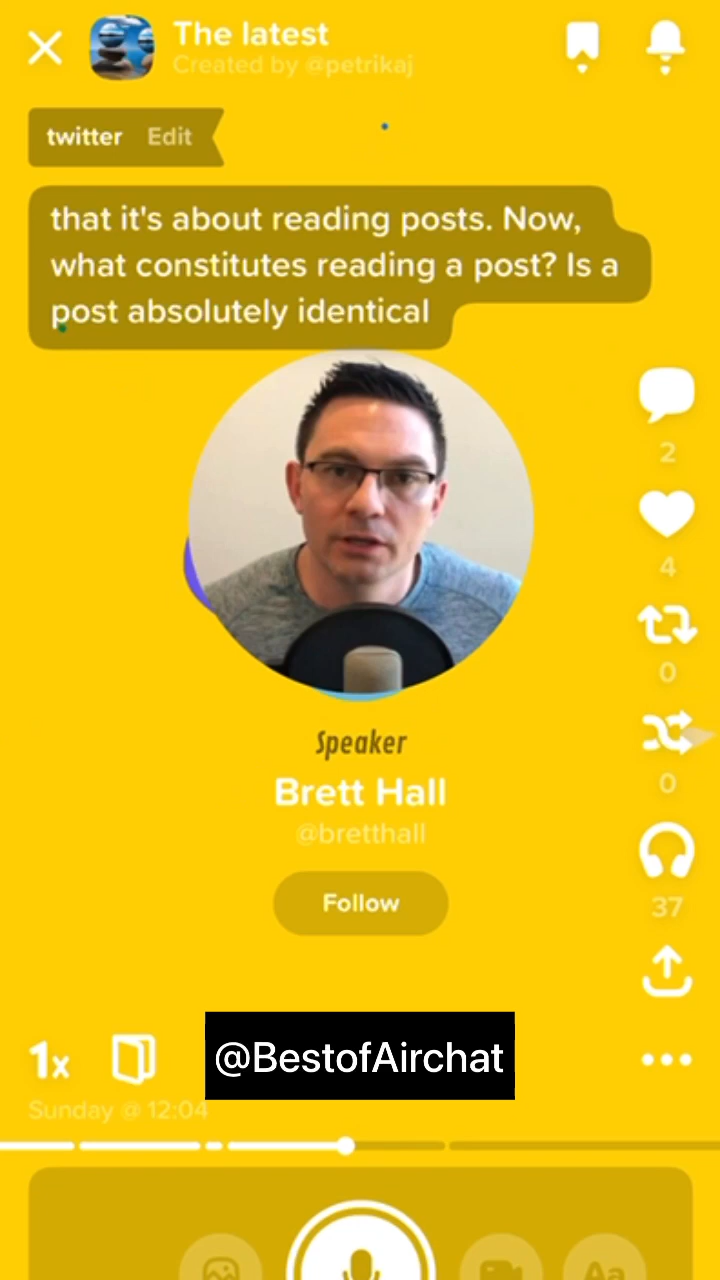 The latest
Created by @petrikaj
twitter Edit
that it's about reading posts. Now,
what constitutes reading a post? Is a
post absolutely identical
2
4
0
0
37
Speaker
Brett Hall
@bretthall
Follow
1x
@BestofAirchat
Sunday @ 12:04
Aa